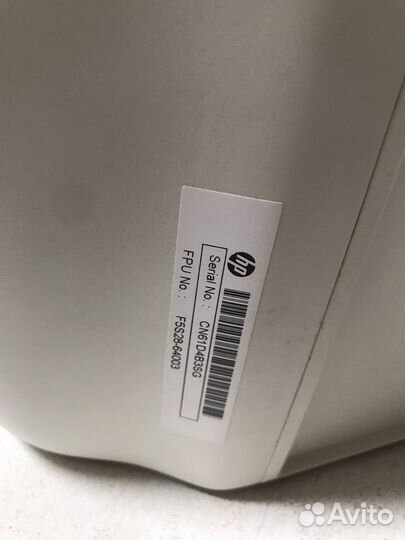 hp
Serial No.: CN61D4B3SG
FPU No.: F5S28-64003
Avito